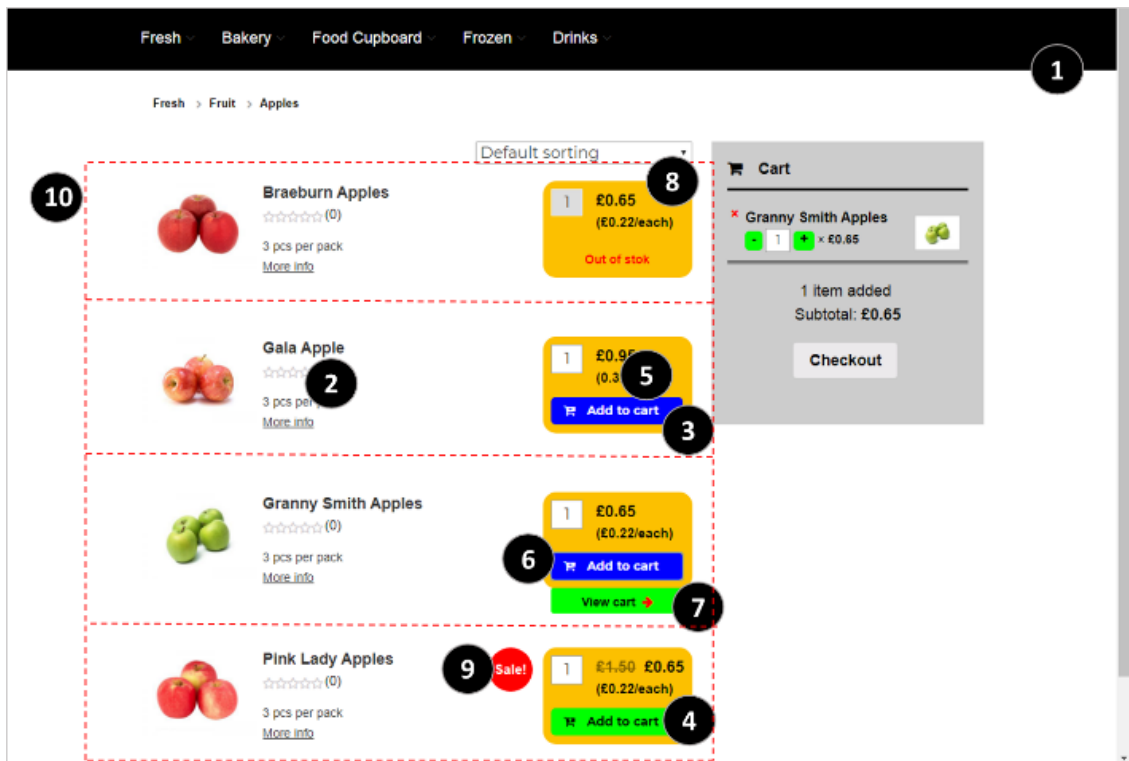 Fresh Bakery Food Cupboard Frozen Drinks
1
Fresh > Fruit > Apples
Default sorting
10
Braeburn Apples
(0)
3 pcs per pack
More info
8
1 £0.65
(£0.22/each)
Out of stok
Gala Apple
2
3 pcs per
More info
1
5
Add to cart
3
Granny Smith Apples
(0)
3 pcs per pack
More info
1 £0.65
(£0.22/each)
6
Add to cart
View cart
7
Pink Lady Apples
(0)
3 pcs per pack
More info
9
Sale!
1 £1.50 £0.65
(£0.22/each)
Add to cart
4
Cart
× Granny Smith Apples
- 1 + × £0.65
1 item added
Subtotal: £0.65
Checkout